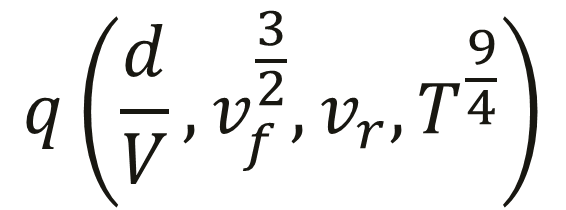 q(d/V, v_f^{3/2}, v_r, T^{9/4})